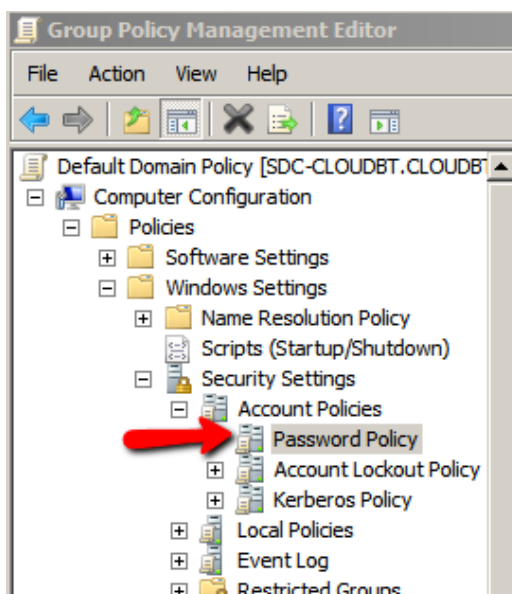 Group Policy Management Editor
File Action View Help
Default Domain Policy [SDC-CLOUDBT.CLOUDBT
Computer Configuration
Policies
Software Settings
Windows Settings
Name Resolution Policy
Scripts (Startup/Shutdown)
Security Settings
Account Policies
Password Policy
Account Lockout Policy
Kerberos Policy
Local Policies
Event Log
Restricted Groups